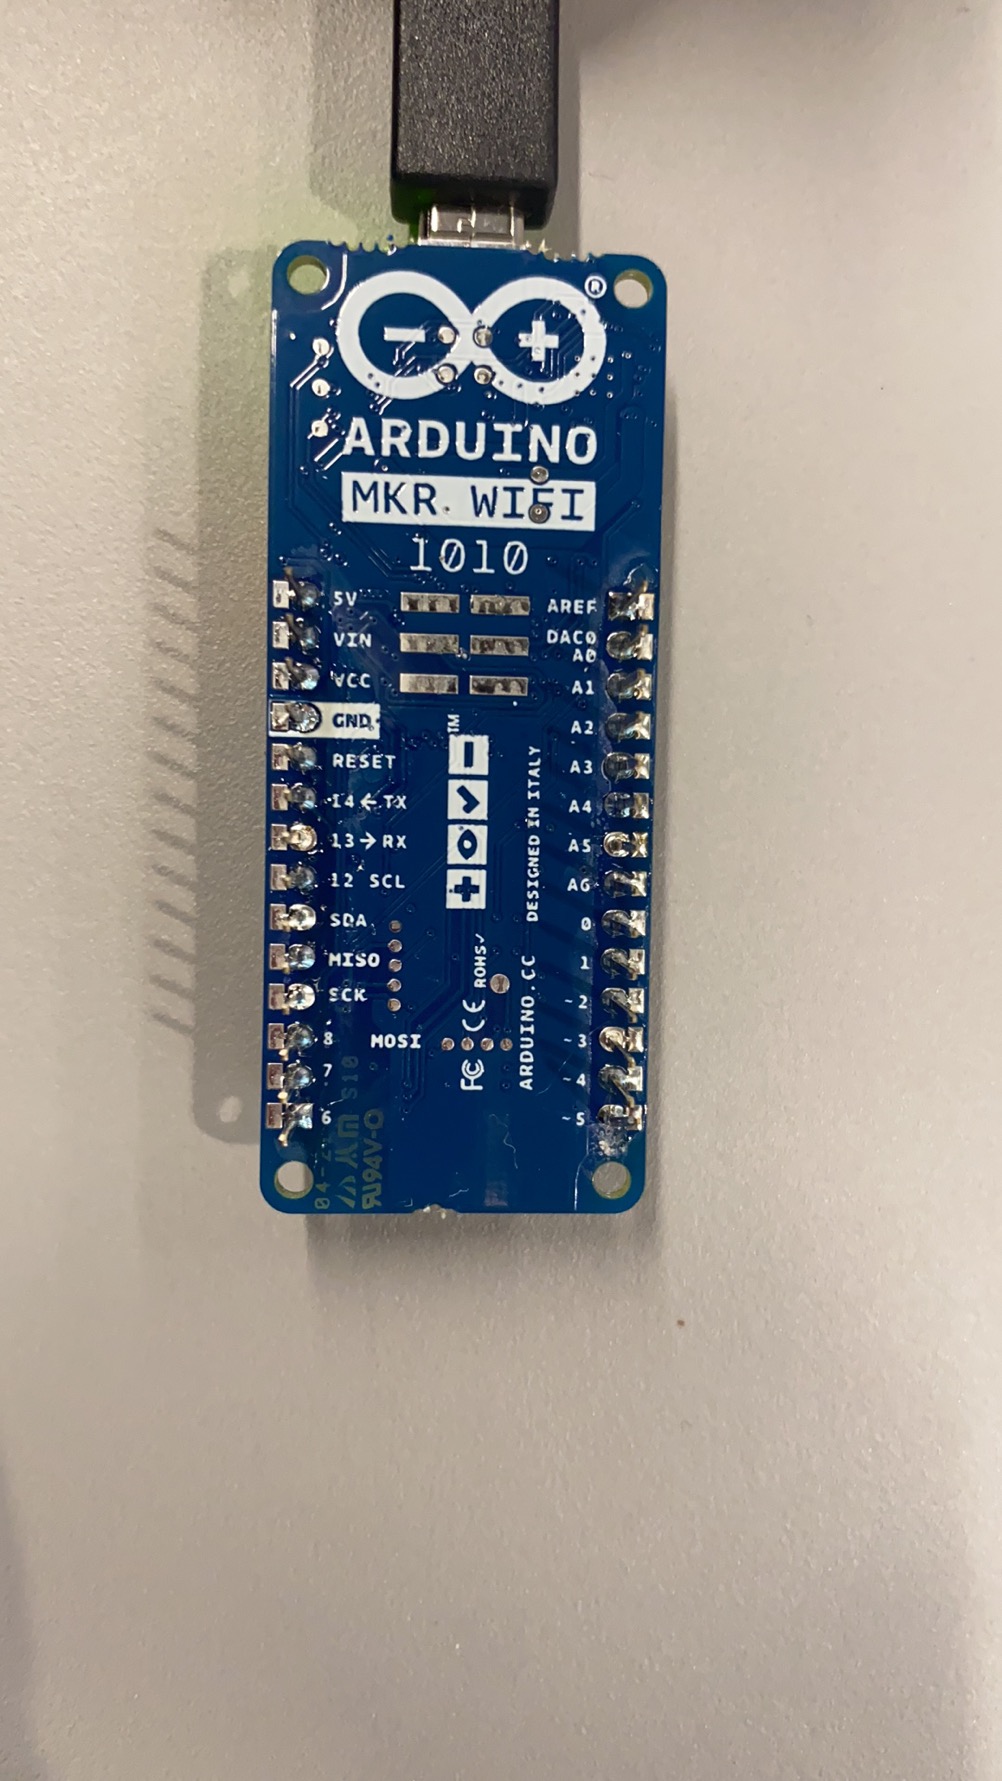 ®
ARDUINO
MKR WIFI
1010
5V
VIN
VCC
GND
RESET
14←TX
13→RX
12 SCL
SDA
MISO
SCK
8
7
6
MOSI
AREF
DAC0
A0
A1
A2
A3
A4
A5
A6
0
1
~2
~3
~4
~5
TM
DESIGNED IN ITALY
ARDUINO.CC
FC CE ROHS✓
S10
94V-0